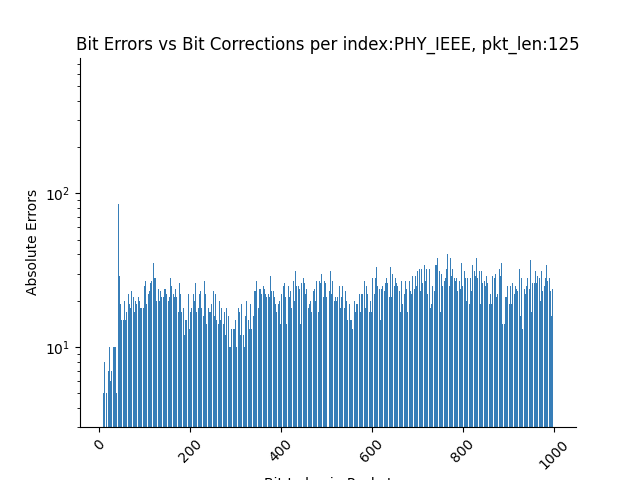 Bit Errors vs Bit Corrections per index:PHY_IEEE, pkt_len:125
Absolute Errors
10²
10¹
0 200 400 600 800 1000